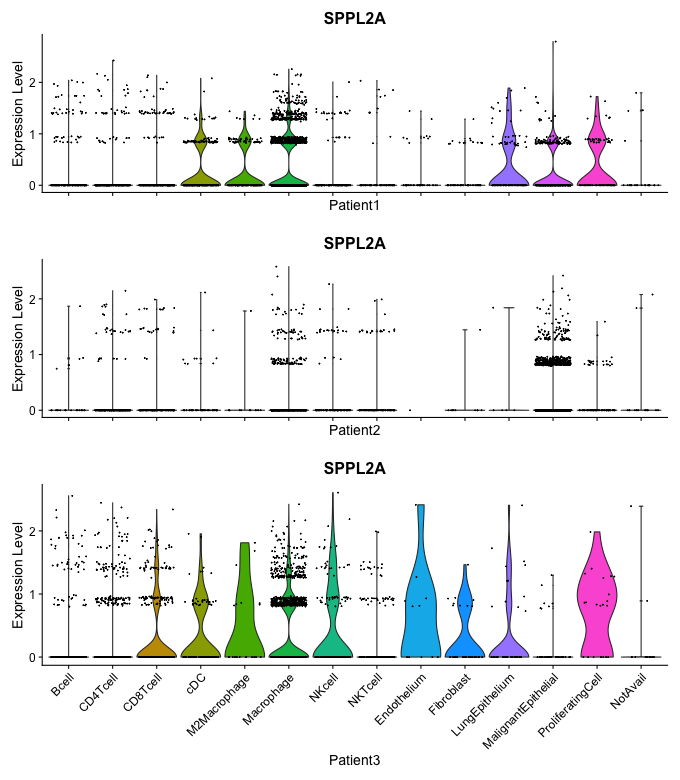 SPPL2A
Expression Level
2
1
0
Patient1
SPPL2A
Expression Level
2
1
0
Patient2
SPPL2A
Expression Level
2
1
0
Bcell
CD4Tcell
CD8Tcell
cDC
M2Macrophage
Macrophage
NKcell
NKTcell
Endothelium
Fibroblast
LungEpithelium
MalignantEpithelial
ProliferatingCell
NotAvail
Patient3